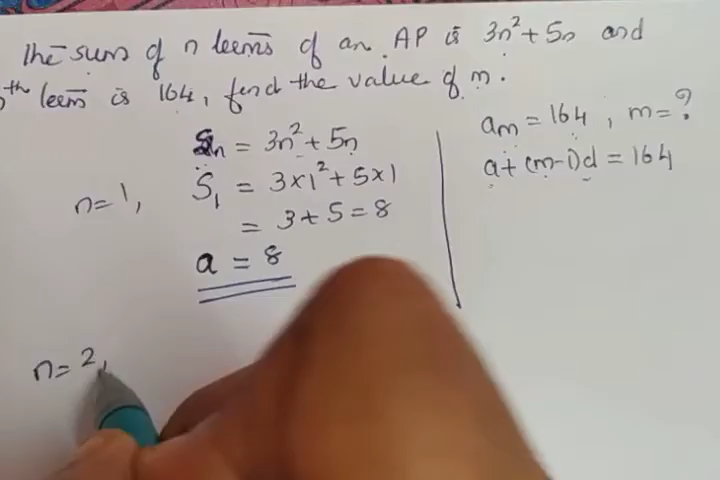 The sum of n terms of an AP is 3n² + 5n and
th term is 164, find the value of m.
Sn = 3n² + 5n
n = 1, S₁ = 3×1² + 5×1
= 3 + 5 = 8
a = 8
n = 2,
am = 164, m = ?
a + (m-1)d = 164